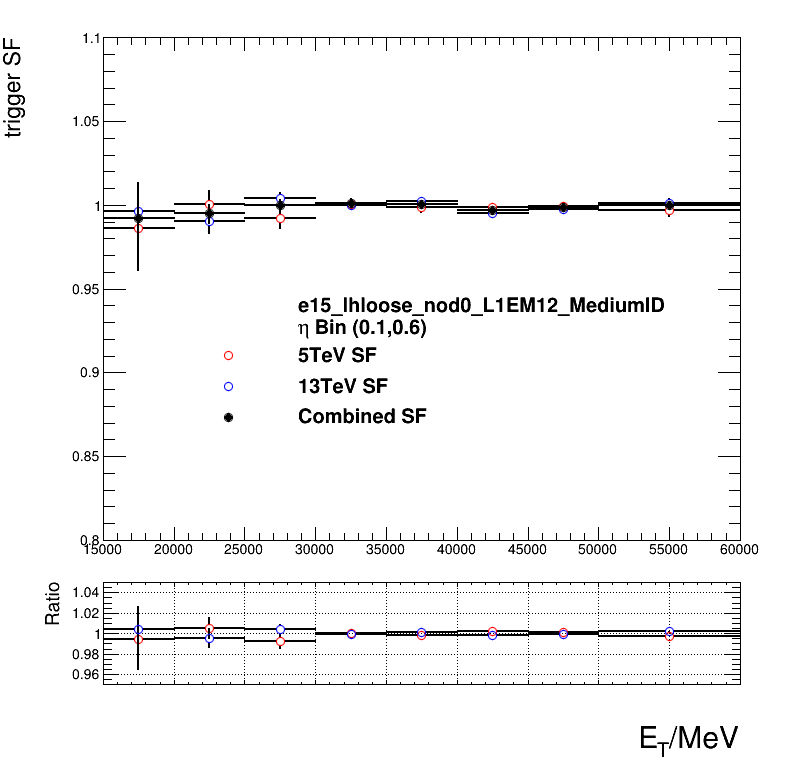 trigger SF
1.1
1.05
1
0.95
0.9
0.85
0.8
e15_lhloose_nod0_L1EM12_MediumID
η Bin (0.1,0.6)
5TeV SF
13TeV SF
Combined SF
15000 20000 25000 30000 35000 40000 45000 50000 55000 60000
Ratio
1.04
1.02
1
0.98
0.96
E_T/MeV